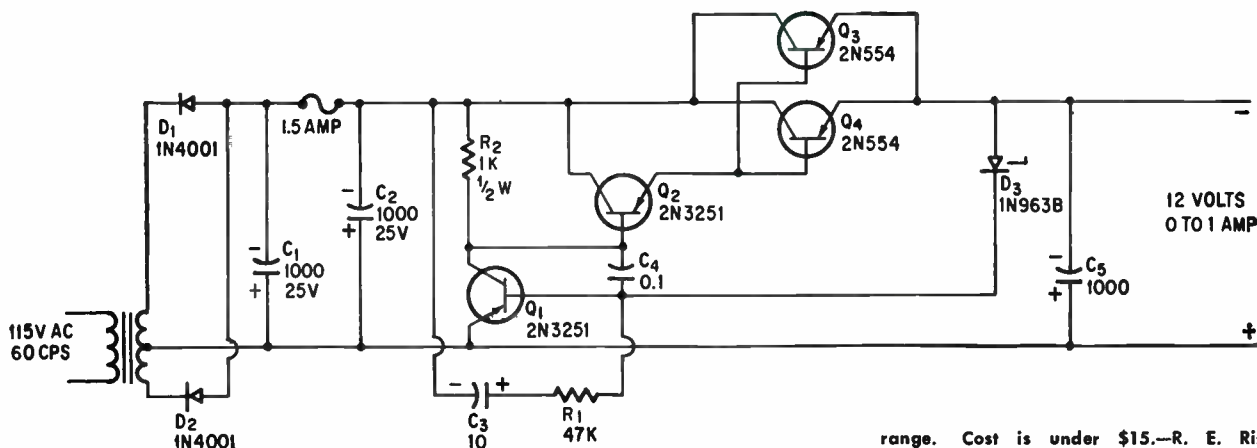 Q3
2N554
D1
1N4001
1.5 AMP
R2
1K
1/2 W
Q4
2N554
C2
1000
25V
Q2
2N3251
D3
1N963B
12 VOLTS
0 TO 1 AMP
C1
1000
25V
C4
0.1
C5
1000
Q1
2N3251
115V AC
60 CPS
D2
1N4001
C3
10
R1
47K
range. Cost is under $15.—R. E.